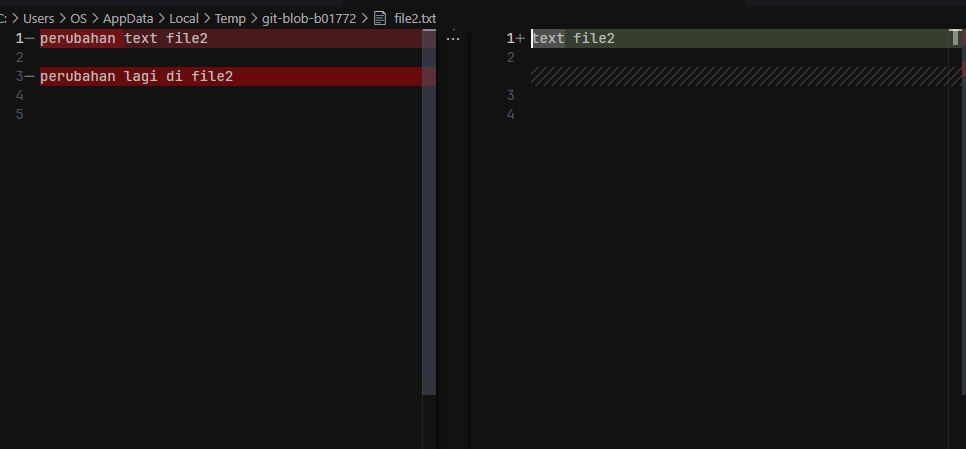 C: > Users > OS > AppData > Local > Temp > git-blob-b01772 > file2.txt
1− perubahan text file2
2
3− perubahan lagi di file2
4
5
...
1+ text file2
2
3
4